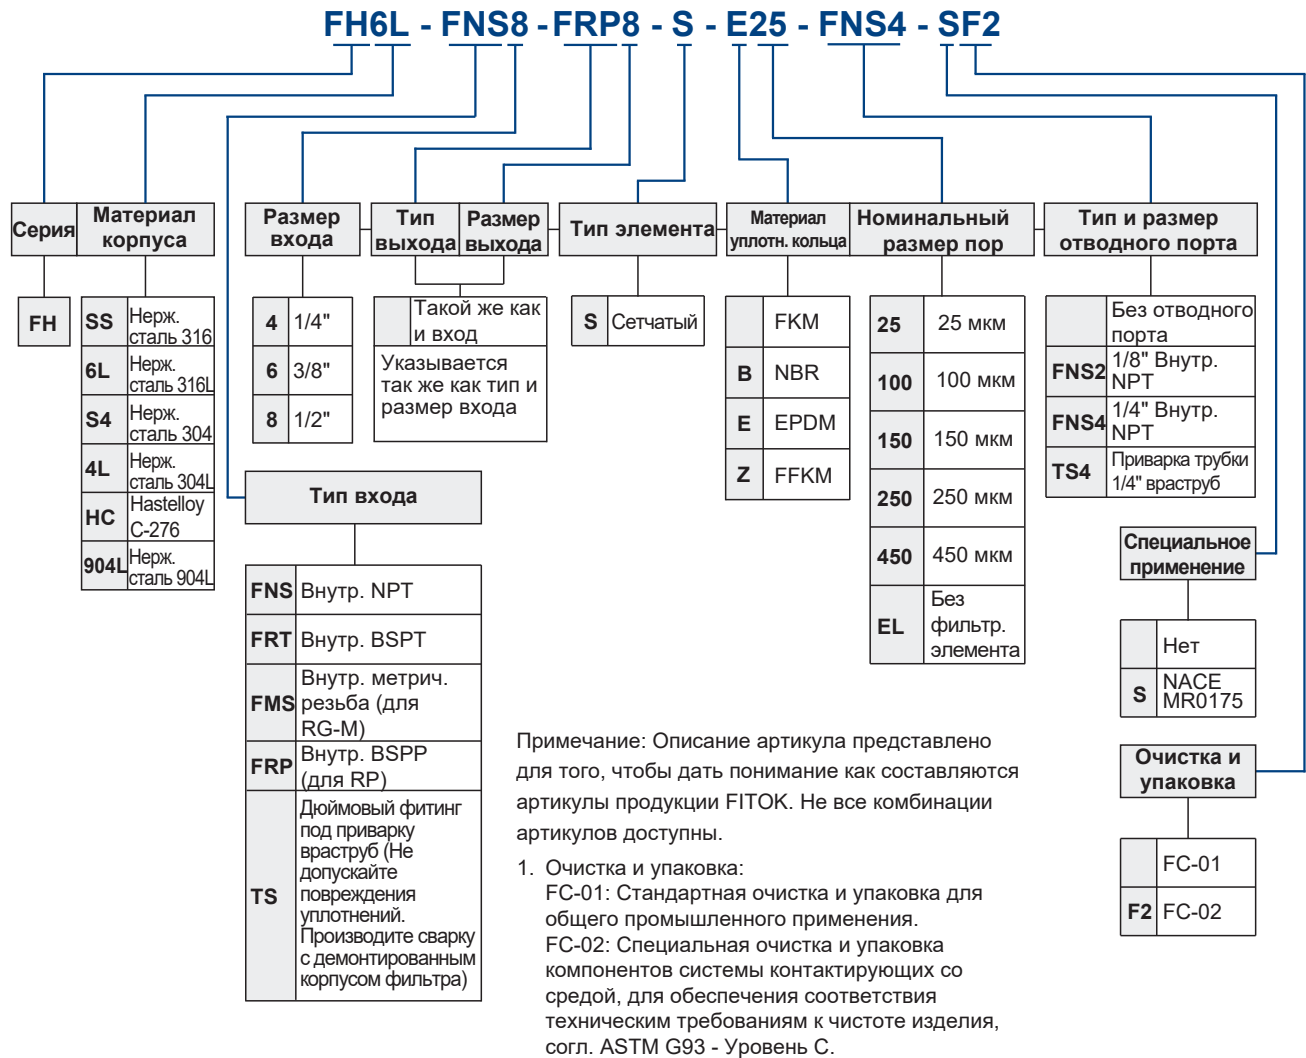 FH6L - FNS8 -FRP8 - S - E25 - FNS4 - SF2
Серия
FH
Материал
корпуса
SS Нерж.
сталь 316
6L Нерж.
сталь 316L
S4 Нерж.
сталь 304
4L Нерж.
сталь 304L
HC Hastelloy
C-276
904L Нерж.
сталь 904L
Размер
входа
4 1/4"
6 3/8"
8 1/2"
Тип
выхода
Размер
выхода
Такой же как
и вход
Указывается
так же как тип и
размер входа
Тип элемента
S Сетчатый
Материал
уплотн. кольца
FKM
B NBR
E EPDM
Z FFKM
Номинальный
размер пор
25 25 мкм
100 100 мкм
150 150 мкм
250 250 мкм
450 450 мкм
EL Без
фильтр.
элемента
Тип и размер
отводного порта
Без отводного
порта
FNS2 1/8" Внутр.
NPT
FNS4 1/4" Внутр.
NPT
TS4 Приварка трубки
1/4" враструб
Тип входа
FNS Внутр. NPT
FRT Внутр. BSPT
FMS Внутр. метрич.
резьба (для
RG-M)
FRP Внутр. BSPP
(для RP)
TS Дюймовый фитинг
под приварку
враструб (Не
допускайте
повреждения
уплотнений.
Производите сварку
с демонтированным
корпусом фильтра)
Специальное
применение
Нет
S NACE
MR0175
Очистка и
упаковка
FC-01
F2 FC-02
Примечание: Описание артикула представлено
для того, чтобы дать понимание как составляются
артикулы продукции FITOK. Не все комбинации
артикулов доступны.
1. Очистка и упаковка:
FC-01: Стандартная очистка и упаковка для
общего промышленного применения.
FC-02: Специальная очистка и упаковка
компонентов системы контактирующих со
средой, для обеспечения соответствия
техническим требованиям к чистоте изделия,
согл. ASTM G93 - Уровень C.